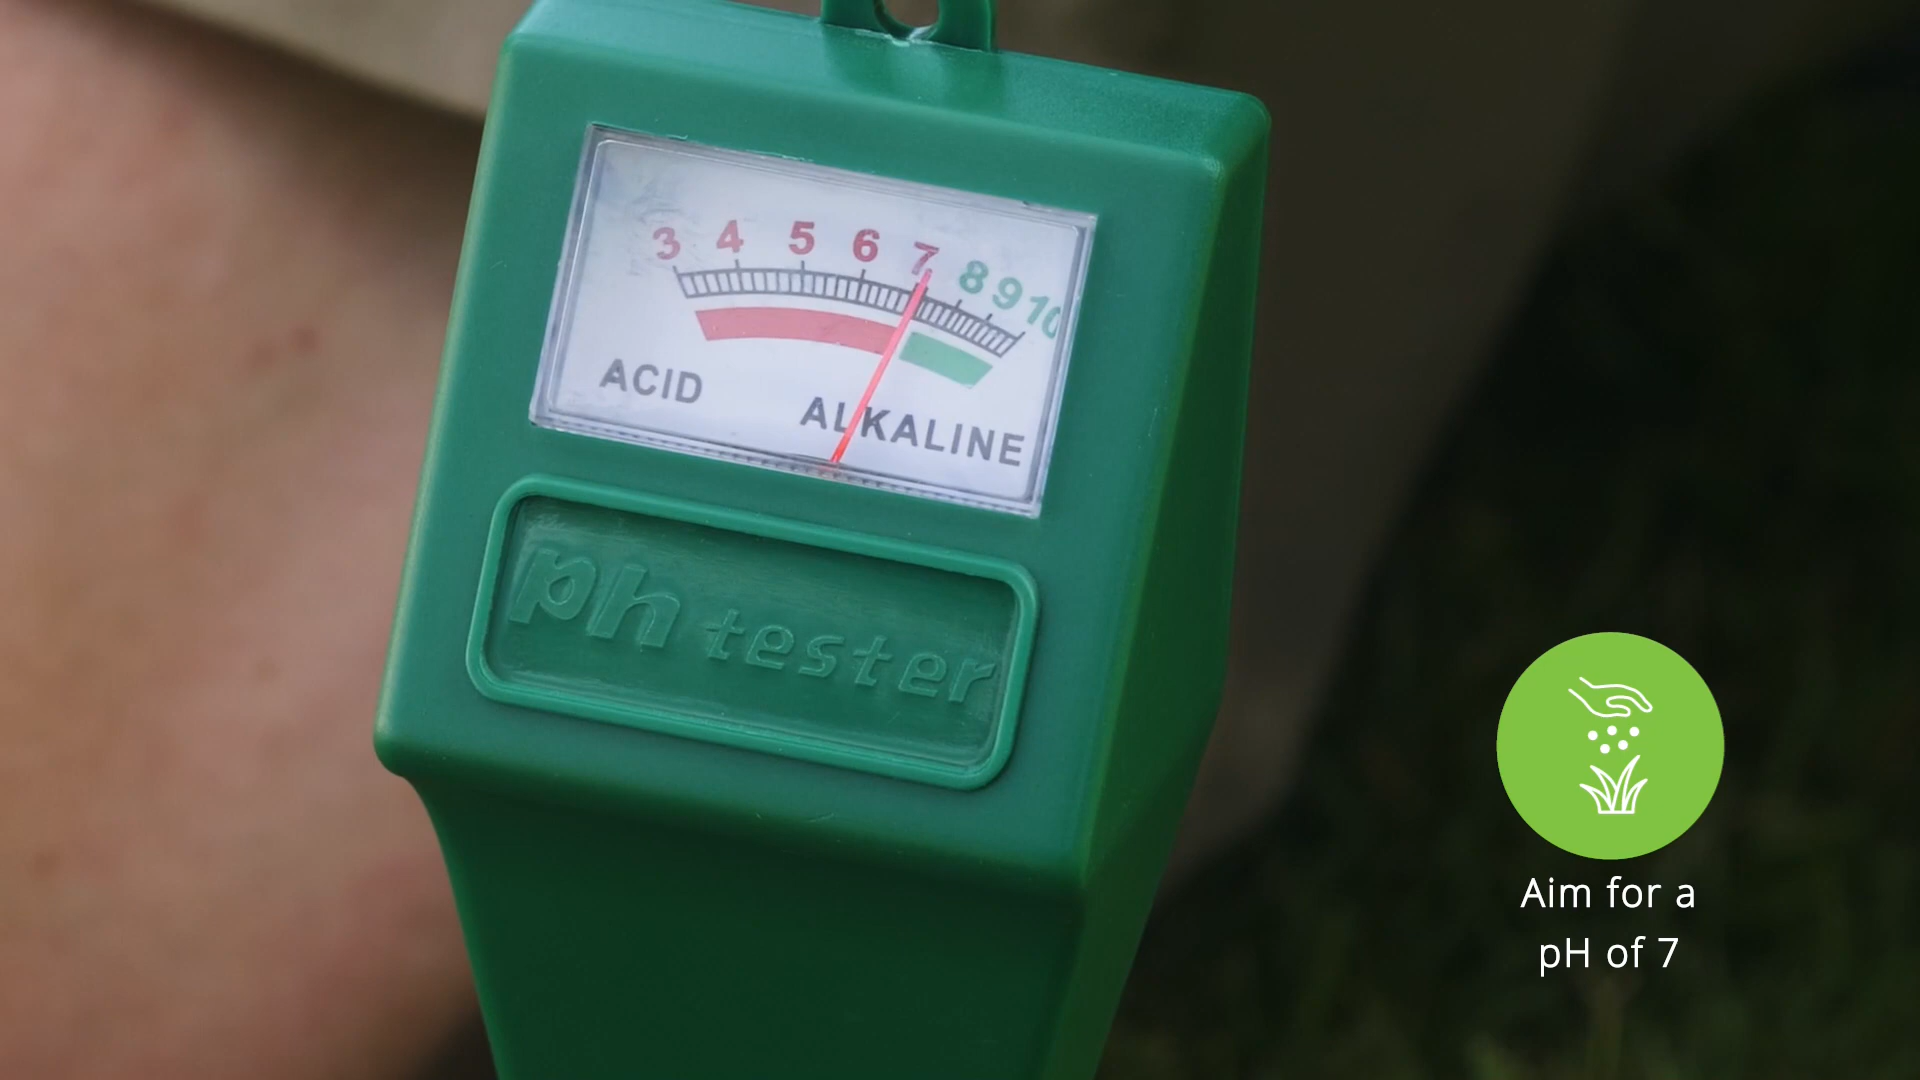 3 4 5 6 7 8 9 10
ACID
ALKALINE
ph tester
Aim for a
pH of 7